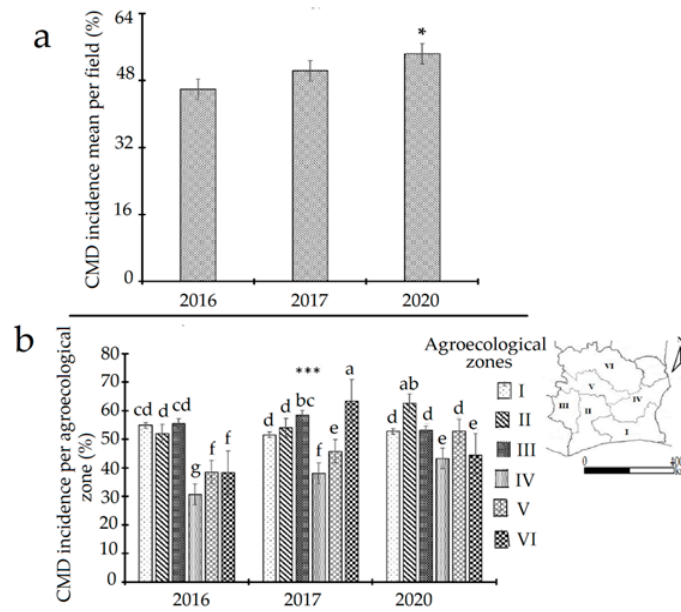 a
CMD incidence mean per field (%)
64
48
32
16
0
*
2016 2017 2020
b
CMD incidence per agroecological
zone (%)
80
70
60
50
40
30
20
10
0
cd d cd g f f
***
d d bc f e a
d ab d e d e
2016 2017 2020
Agroecological
zones
I
II
III
IV
V
VI
N
VI
V
IV
III
II
I
0